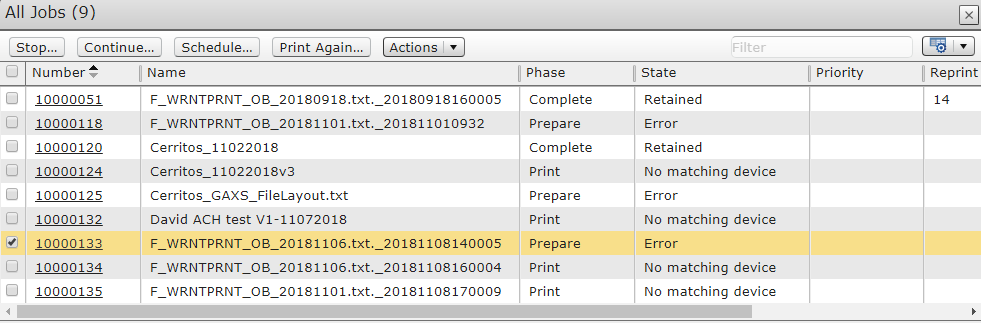 All Jobs (9)
Stop... Continue... Schedule... Print Again... Actions Filter
Number Name Phase State Priority Reprint
10000051 F_WRNTPRNT_OB_20180918.txt._20180918160005 Complete Retained 14
10000118 F_WRNTPRNT_OB_20181101.txt._201811010932 Prepare Error
10000120 Cerritos_11022018 Complete Retained
10000124 Cerritos_11022018v3 Print No matching device
10000125 Cerritos_GAXS_FileLayout.txt Prepare Error
10000132 David ACH test V1-11072018 Print No matching device
10000133 F_WRNTPRNT_OB_20181106.txt._20181108140005 Prepare Error
10000134 F_WRNTPRNT_OB_20181106.txt._20181108160004 Print No matching device
10000135 F_WRNTPRNT_OB_20181101.txt._20181108170009 Print No matching device